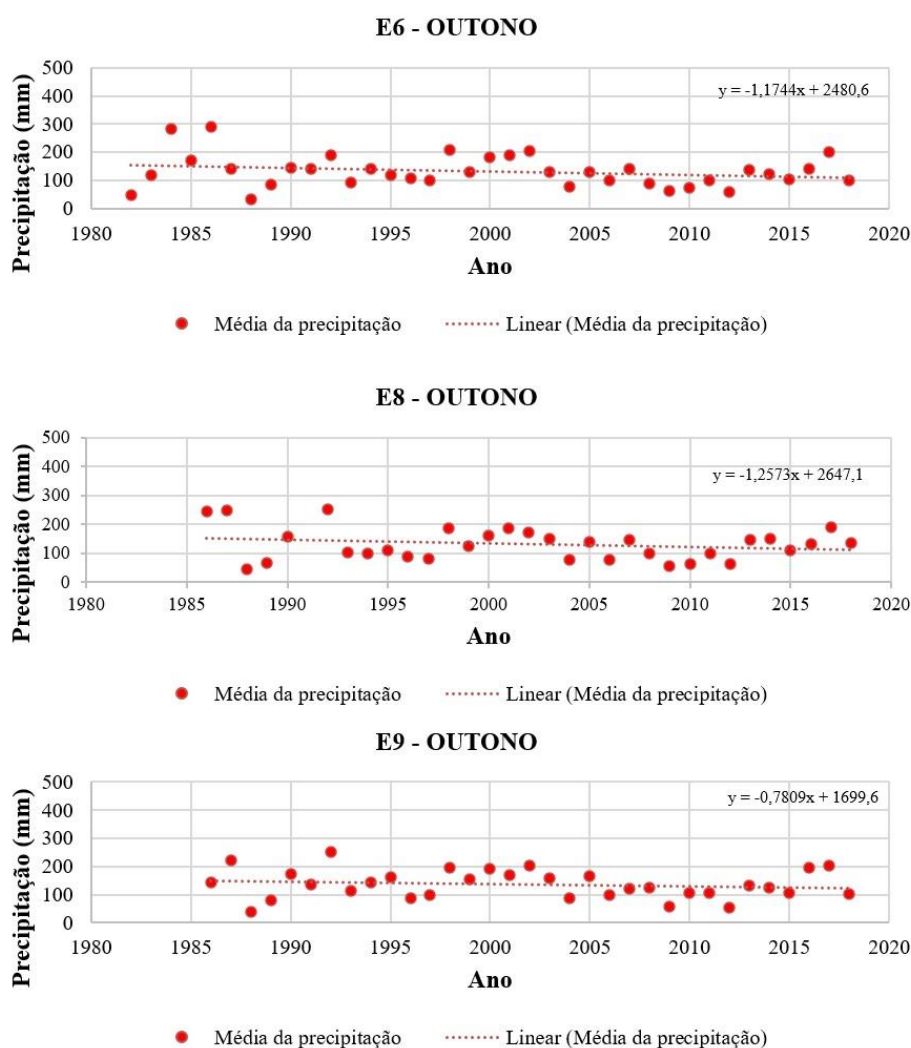 E6 - OUTONO
Precipitação (mm)
500
400
300
200
100
0
y = -1,1744x + 2480,6
1980 1985 1990 1995 2000 2005 2010 2015 2020
Ano
Média da precipitação Linear (Média da precipitação)
E8 - OUTONO
Precipitação (mm)
500
400
300
200
100
0
y = -1,2573x + 2647,1
1980 1985 1990 1995 2000 2005 2010 2015 2020
Ano
Média da precipitação Linear (Média da precipitação)
E9 - OUTONO
Precipitação (mm)
500
400
300
200
100
0
y = -0,7809x + 1699,6
1980 1985 1990 1995 2000 2005 2010 2015 2020
Ano
Média da precipitação Linear (Média da precipitação)